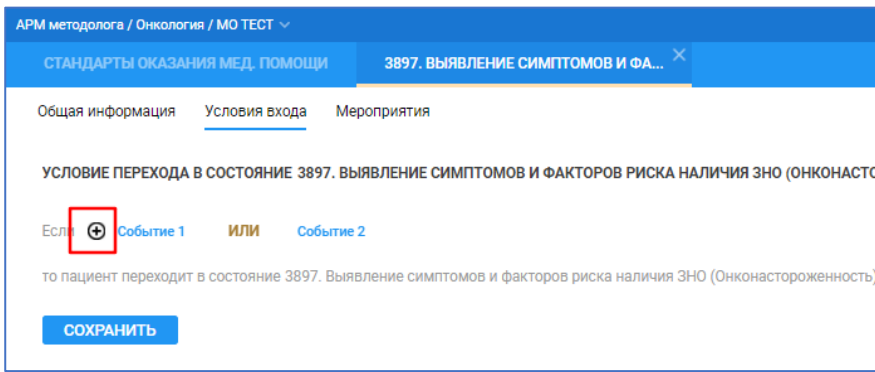 АРМ методолога / Онкология / МО ТЕСТ
СТАНДАРТЫ ОКАЗАНИЯ МЕД. ПОМОЩИ 3897. ВЫЯВЛЕНИЕ СИМПТОМОВ И ФА...
Общая информация Условия входа Мероприятия
УСЛОВИЕ ПЕРЕХОДА В СОСТОЯНИЕ 3897. ВЫЯВЛЕНИЕ СИМПТОМОВ И ФАКТОРОВ РИСКА НАЛИЧИЯ ЗНО (ОНКОНАСТО
Если Событие 1 ИЛИ Событие 2
то пациент переходит в состояние 3897. Выявление симптомов и факторов риска наличия ЗНО (Онконастороженность)
СОХРАНИТЬ